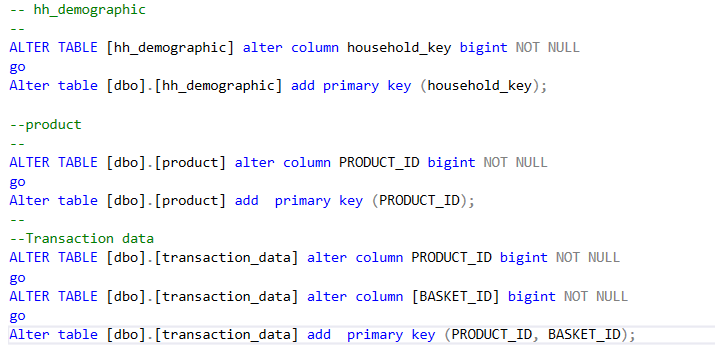 -- hh_demographic
--
ALTER TABLE [hh_demographic] alter column household_key bigint NOT NULL
go
Alter table [dbo].[hh_demographic] add primary key (household_key);
--product
--
ALTER TABLE [dbo].[product] alter column PRODUCT_ID bigint NOT NULL
go
Alter table [dbo].[product] add  primary key (PRODUCT_ID);
--
--Transaction data
ALTER TABLE [dbo].[transaction_data] alter column PRODUCT_ID bigint NOT NULL
go
ALTER TABLE [dbo].[transaction_data] alter column [BASKET_ID] bigint NOT NULL
go
Alter table [dbo].[transaction_data] add  primary key (PRODUCT_ID, BASKET_ID);